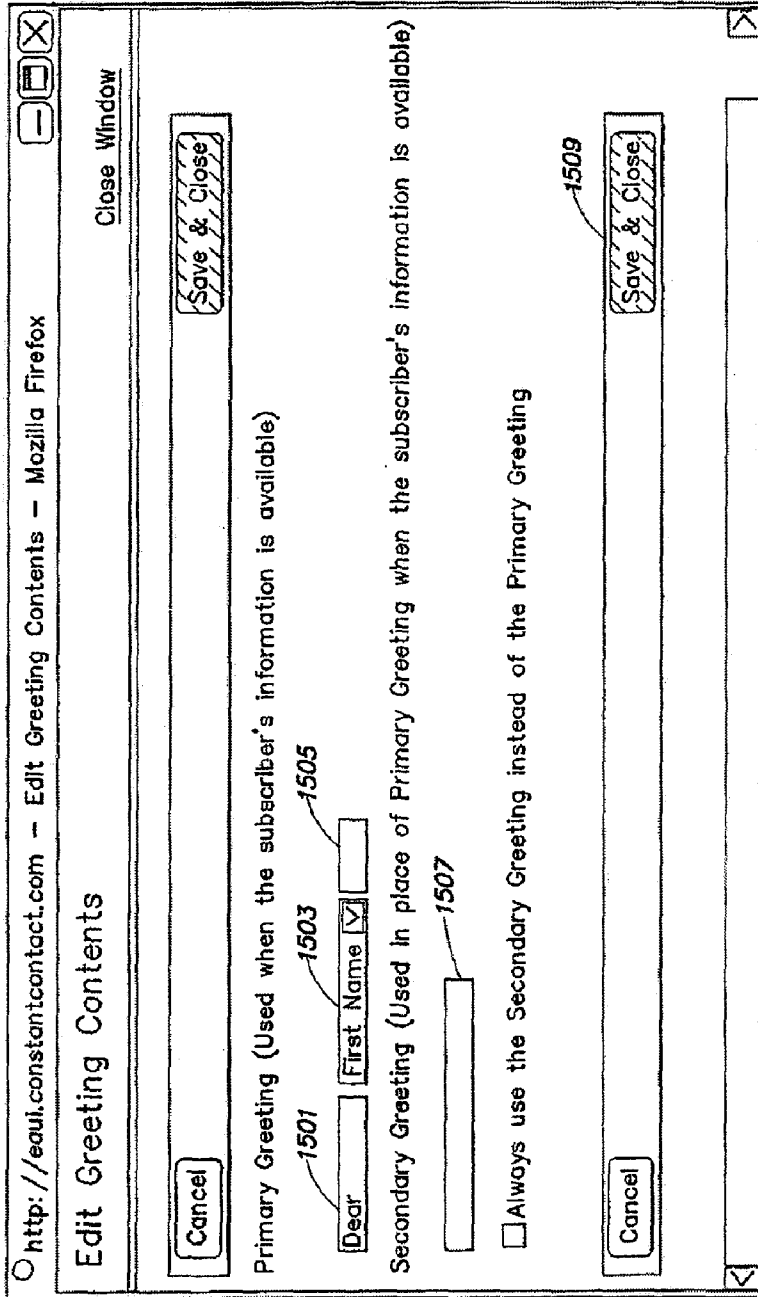 http://eaui.constantcontact.com — Edit Greeting Contents — Mozilla Firefox
Edit Greeting Contents
Close Window
Cancel
Save & Close
Primary Greeting (Used when the subscriber's information is available)
1501
1503
1505
Dear
First Name
Secondary Greeting (Used in place of Primary Greeting when the subscriber's information is available)
1507
Always use the Secondary Greeting instead of the Primary Greeting
1509
Cancel
Save & Close